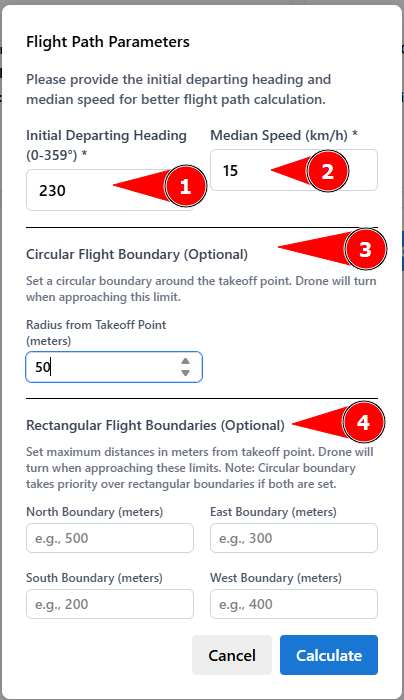 Flight Path Parameters
Please provide the initial departing heading and
median speed for better flight path calculation.
Initial Departing Heading
(0-359°) *
Median Speed (km/h) *
230
1
15
2
Circular Flight Boundary (Optional)
3
Set a circular boundary around the takeoff point. Drone will turn
when approaching this limit.
Radius from Takeoff Point
(meters)
50
Rectangular Flight Boundaries (Optional)
4
Set maximum distances in meters from takeoff point. Drone will
turn when approaching these limits. Note: Circular boundary
takes priority over rectangular boundaries if both are set.
North Boundary (meters)
East Boundary (meters)
e.g., 500
e.g., 300
South Boundary (meters)
West Boundary (meters)
e.g., 200
e.g., 400
Cancel
Calculate